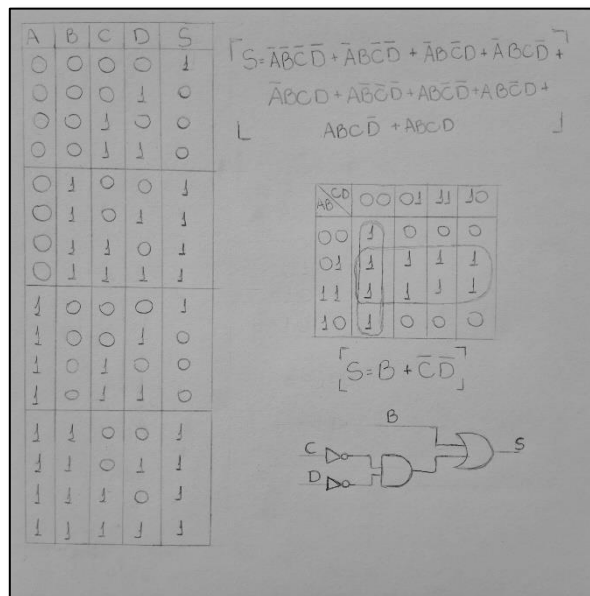 A B C D S
0 0 0 0 1
0 0 0 1 0
0 0 1 0 0
0 0 1 1 0
0 1 0 0 1
0 1 0 1 1
0 1 1 0 1
0 1 1 1 1
1 0 0 0 1
1 0 0 1 0
1 0 1 0 0
1 0 1 1 0
1 1 0 0 1
1 1 0 1 1
1 1 1 0 1
1 1 1 1 1
S = A̅B̅C̅D̅ + A̅BC̅D̅ + A̅BC̅D + A̅BCD̅ +
A̅BCD + AB̅C̅D̅ + ABC̅D̅ + ABC̅D +
ABCD̅ + ABCD
AB\CD 00 01 11 10
00 1 0 0 0
01 1 1 1 1
11 1 1 1 1
10 1 0 0 0
S = B + C̅D̅
B
C
D
S